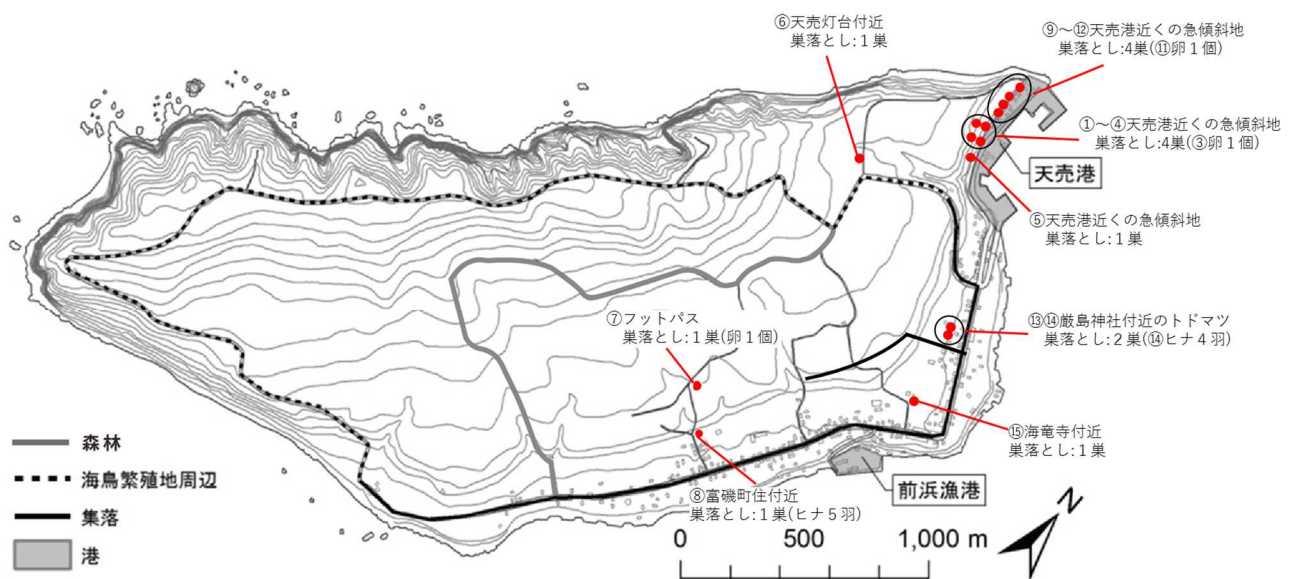 ⑥天売灯台付近
巣落とし:１巣
⑨～⑫天売港近くの急傾斜地
巣落とし:4巣(⑪卵１個)
①～④天売港近くの急傾斜地
巣落とし:4巣(③卵１個)
天売港
⑤天売港近くの急傾斜地
巣落とし:１巣
⑦フットパス
巣落とし:１巣(卵１個)
⑬⑭厳島神社付近のトドマツ
巣落とし:２巣(⑭ヒナ４羽)
⑮海竜寺付近
巣落とし:１巣
⑧富磯町住付近
巣落とし:１巣(ヒナ５羽)
前浜漁港
森林
海鳥繁殖地周辺
集落
港
0 500 1,000 m
N